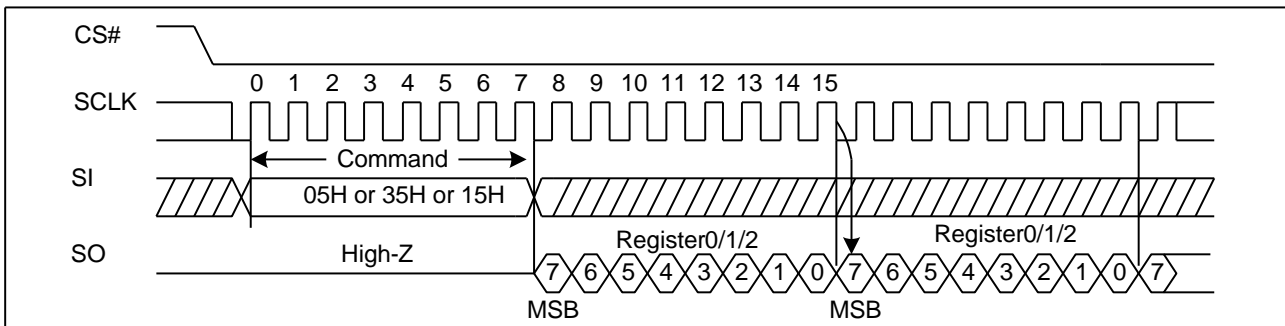 CS#
0 1 2 3 4 5 6 7 8 9 10 11 12 13 14 15
SCLK
Command
SI
05H or 35H or 15H
Register0/1/2 Register0/1/2
SO
High-Z
7 6 5 4 3 2 1 0 7 6 5 4 3 2 1 0 7
MSB MSB